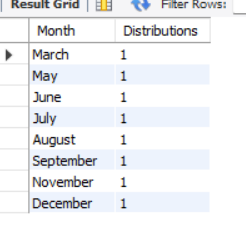 Result Grid Filter Rows:
Month Distributions
March 1
May 1
June 1
July 1
August 1
September 1
November 1
December 1